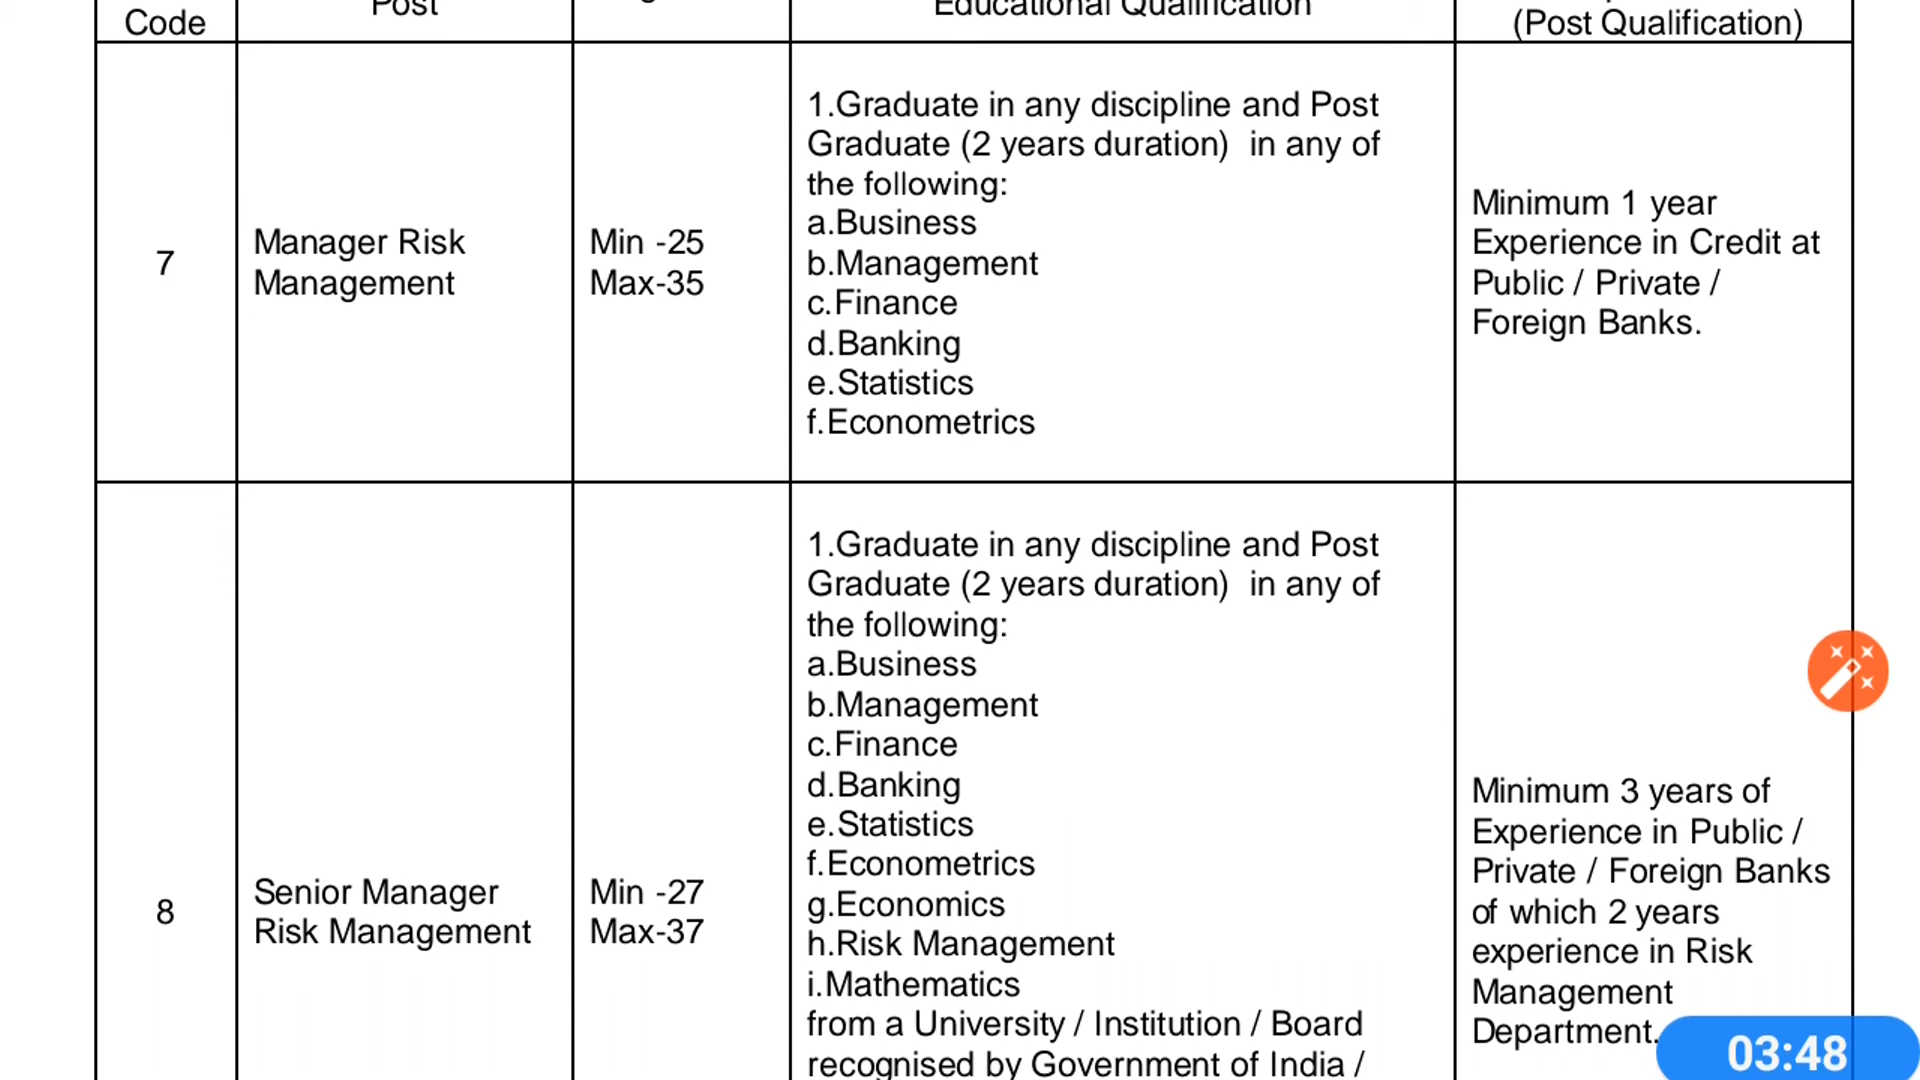 Code
Post
Educational Qualification
(Post Qualification)
7
Manager Risk
Management
Min -25
Max-35
1.Graduate in any discipline and Post
Graduate (2 years duration)  in any of
the following:
a.Business
b.Management
c.Finance
d.Banking
e.Statistics
f.Econometrics
Minimum 1 year
Experience in Credit at
Public / Private /
Foreign Banks.
8
Senior Manager
Risk Management
Min -27
Max-37
1.Graduate in any discipline and Post
Graduate (2 years duration)  in any of
the following:
a.Business
b.Management
c.Finance
d.Banking
e.Statistics
f.Econometrics
g.Economics
h.Risk Management
i.Mathematics
from a University / Institution / Board
recognised by Government of India /
Minimum 3 years of
Experience in Public /
Private / Foreign Banks
of which 2 years
experience in Risk
Management
Department.
03:48